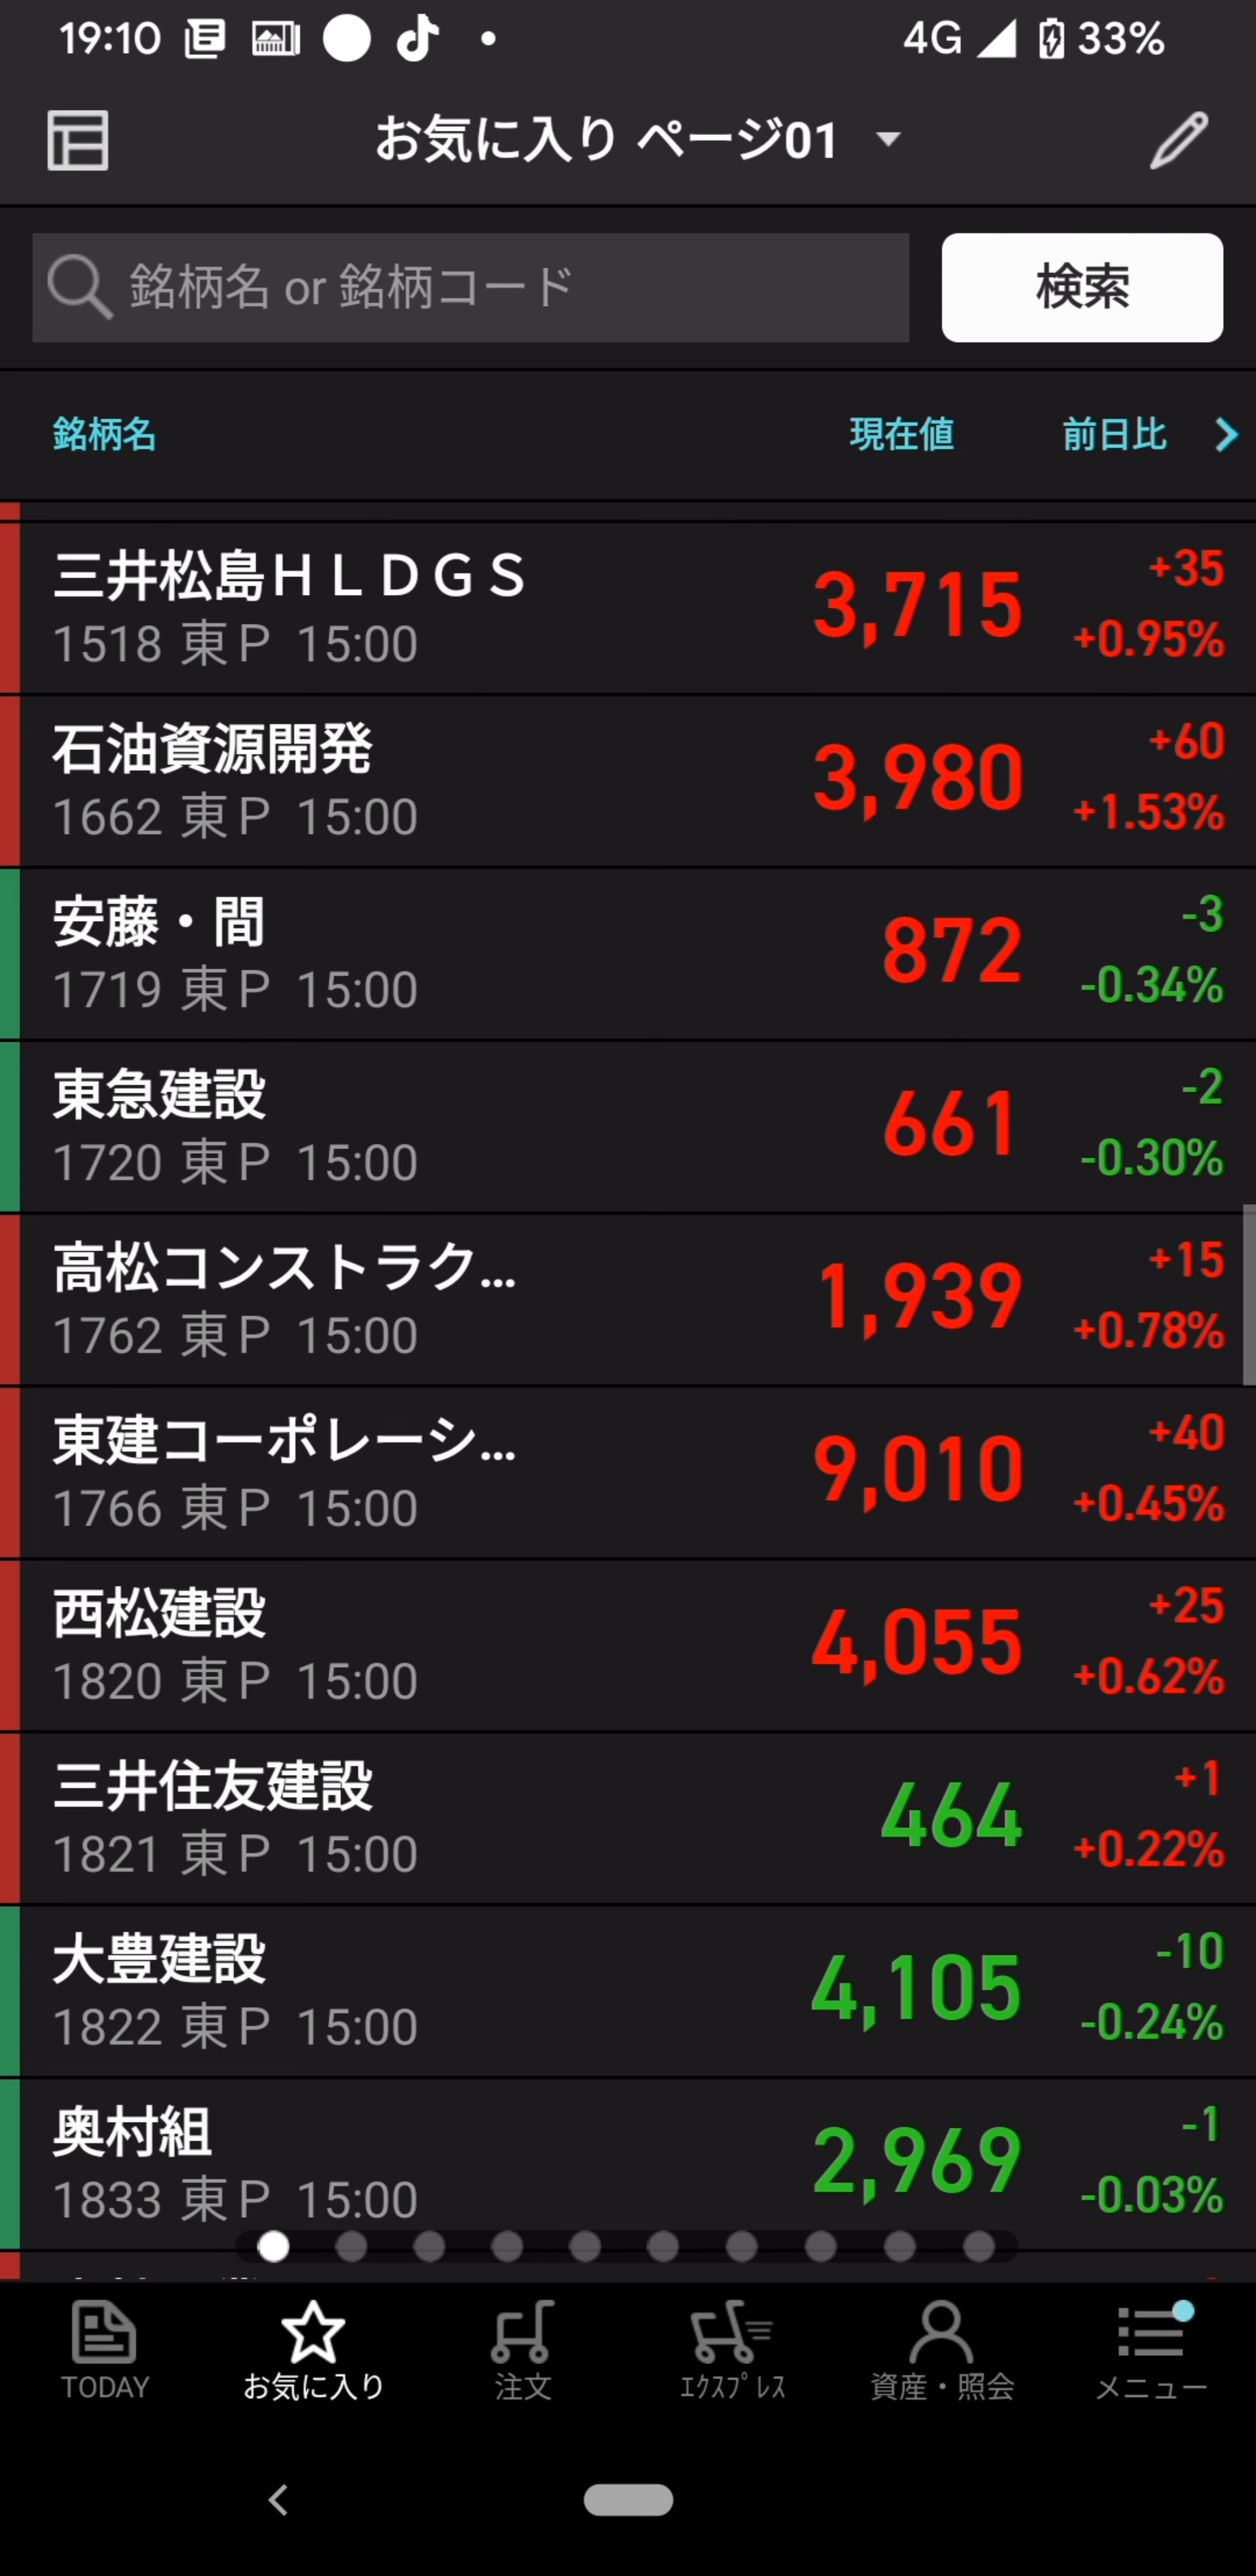 19:10 4G 33%
お気に入り ページ01
銘柄名 or 銘柄コード 検索
銘柄名 現在値 前日比
三井松島ＨＬＤＧＳ 3,715 +35
1518 東Ｐ 15:00 +0.95%
石油資源開発 3,980 +60
1662 東Ｐ 15:00 +1.53%
安藤・間 872 -3
1719 東Ｐ 15:00 -0.34%
東急建設 661 -2
1720 東Ｐ 15:00 -0.30%
高松コンストラク... 1,939 +15
1762 東Ｐ 15:00 +0.78%
東建コーポレーシ... 9,010 +40
1766 東Ｐ 15:00 +0.45%
西松建設 4,055 +25
1820 東Ｐ 15:00 +0.62%
三井住友建設 464 +1
1821 東Ｐ 15:00 +0.22%
大豊建設 4,105 -10
1822 東Ｐ 15:00 -0.24%
奥村組 2,969 -1
1833 東Ｐ 15:00 -0.03%
TODAY お気に入り 注文 ｴｸｽﾌﾟﾚｽ 資産・照会 メニュー